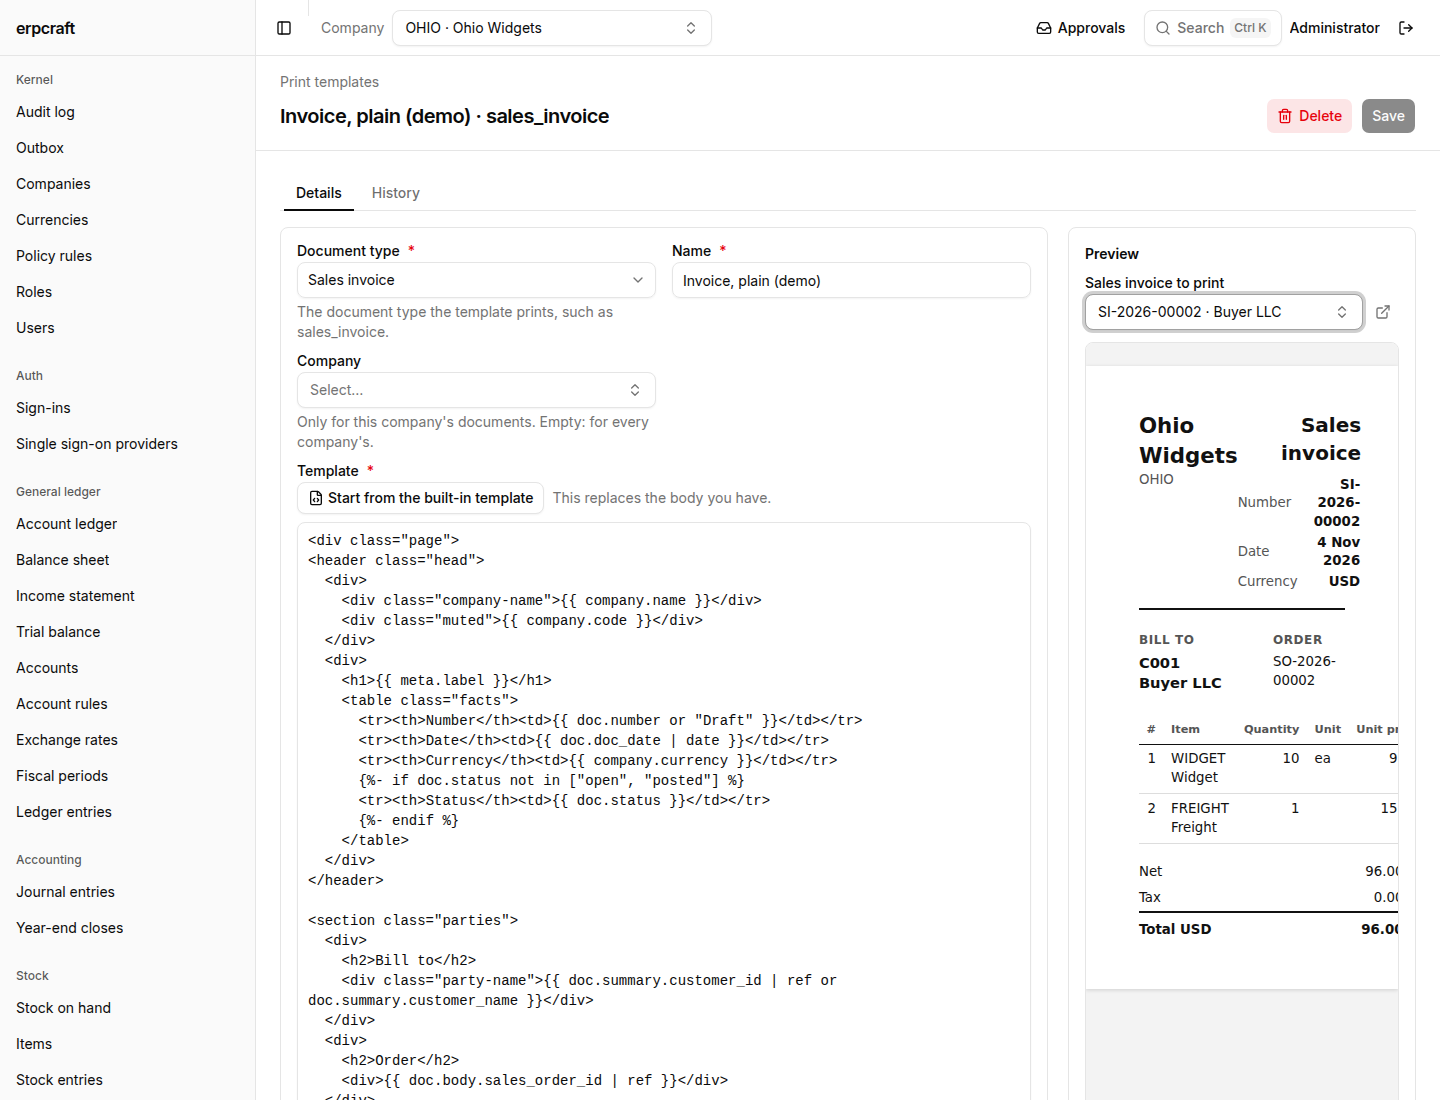 erpcraft
Company
OHIO · Ohio Widgets
Approvals
Search
Ctrl K
Administrator
Kernel
Audit log
Outbox
Companies
Currencies
Policy rules
Roles
Users
Auth
Sign-ins
Single sign-on providers
General ledger
Account ledger
Balance sheet
Income statement
Trial balance
Accounts
Account rules
Exchange rates
Fiscal periods
Ledger entries
Accounting
Journal entries
Year-end closes
Stock
Stock on hand
Items
Stock entries
Print templates
Invoice, plain (demo) · sales_invoice
Delete
Save
Details
History
Document type *
Sales invoice
The document type the template prints, such as
sales_invoice.
Name *
Invoice, plain (demo)
Company
Select...
Only for this company's documents. Empty: for every
company's.
Template *
Start from the built-in template
This replaces the body you have.
<div class="page">
<header class="head">
  <div>
    <div class="company-name">{{ company.name }}</div>
    <div class="muted">{{ company.code }}</div>
  </div>
  <div>
    <h1>{{ meta.label }}</h1>
    <table class="facts">
      <tr><th>Number</th><td>{{ doc.number or "Draft" }}</td></tr>
      <tr><th>Date</th><td>{{ doc.doc_date | date }}</td></tr>
      <tr><th>Currency</th><td>{{ company.currency }}</td></tr>
      {%- if doc.status not in ["open", "posted"] %}
      <tr><th>Status</th><td>{{ doc.status }}</td></tr>
      {%- endif %}
    </table>
  </div>
</header>
<section class="parties">
  <div>
    <h2>Bill to</h2>
    <div class="party-name">{{ doc.summary.customer_id | ref or
doc.summary.customer_name }}</div>
  </div>
  <div>
    <h2>Order</h2>
    <div>{{ doc.body.sales_order_id | ref }}</div>
  </div>
Preview
Sales invoice to print
SI-2026-00002 · Buyer LLC
Ohio
Widgets
OHIO
Sales
invoice
Number
SI-
2026-
00002
Date
4 Nov
2026
Currency
USD
BILL TO
C001
Buyer LLC
ORDER
SO-2026-
00002
# Item Quantity Unit Unit pr
1 WIDGET 10 ea 9
Widget
2 FREIGHT 1 15
Freight
Net 96.00
Tax 0.00
Total USD 96.00